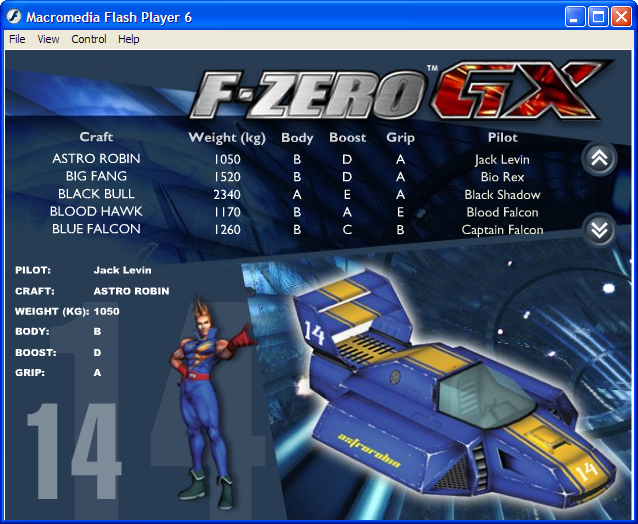 Macromedia Flash Player 6
File View Control Help
F-ZERO GX™
Craft Weight (kg) Body Boost Grip Pilot
ASTRO ROBIN 1050 B D A Jack Levin
BIG FANG 1520 B D A Bio Rex
BLACK BULL 2340 A E A Black Shadow
BLOOD HAWK 1170 B A E Blood Falcon
BLUE FALCON 1260 B C B Captain Falcon
PILOT: Jack Levin
CRAFT: ASTRO ROBIN
WEIGHT (KG): 1050
BODY: B
BOOST: D
GRIP: A
14
14
14
astrorobin
14